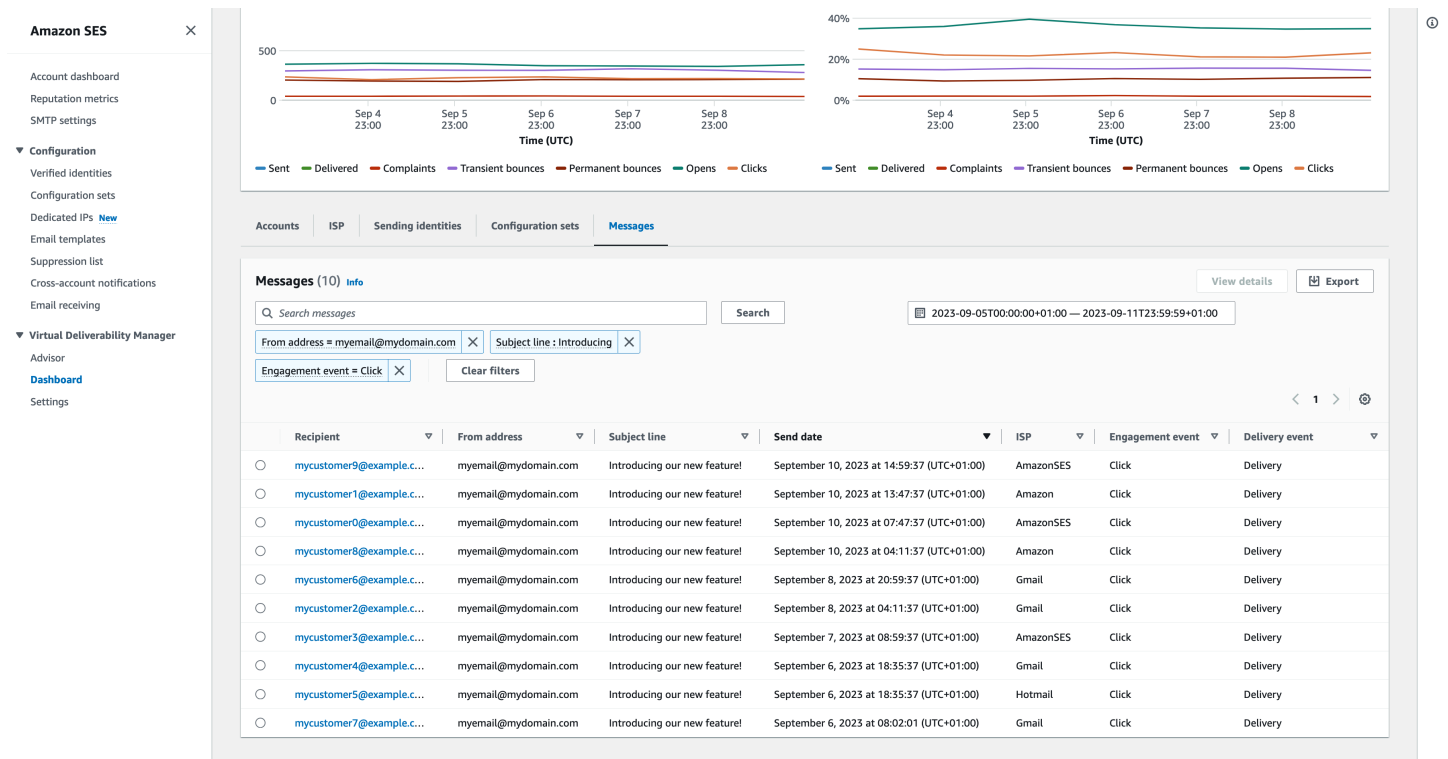 Amazon SES
Account dashboard
Reputation metrics
SMTP settings
Configuration
Verified identities
Configuration sets
Dedicated IPs New
Email templates
Suppression list
Cross-account notifications
Email receiving
Virtual Deliverability Manager
Advisor
Dashboard
Settings
500
0
Sep 4 Sep 5 Sep 6 Sep 7 Sep 8
23:00 23:00 23:00 23:00 23:00
Time (UTC)
Sent Delivered Complaints Transient bounces Permanent bounces Opens Clicks
40%
20%
0%
Sep 4 Sep 5 Sep 6 Sep 7 Sep 8
23:00 23:00 23:00 23:00 23:00
Time (UTC)
Sent Delivered Complaints Transient bounces Permanent bounces Opens Clicks
Accounts ISP Sending identities Configuration sets Messages
Messages (10) Info View details Export
Search messages Search 2023-09-05T00:00:00+01:00 — 2023-09-11T23:59:59+01:00
From address = myemail@mydomain.com Subject line : Introducing
Engagement event = Click Clear filters
1
Recipient From address Subject line Send date ISP Engagement event Delivery event
mycustomer9@example.c... myemail@mydomain.com Introducing our new feature! September 10, 2023 at 14:59:37 (UTC+01:00) AmazonSES Click Delivery
mycustomer1@example.c... myemail@mydomain.com Introducing our new feature! September 10, 2023 at 13:47:37 (UTC+01:00) Amazon Click Delivery
mycustomer0@example.c... myemail@mydomain.com Introducing our new feature! September 10, 2023 at 07:47:37 (UTC+01:00) AmazonSES Click Delivery
mycustomer8@example.c... myemail@mydomain.com Introducing our new feature! September 10, 2023 at 04:11:37 (UTC+01:00) Amazon Click Delivery
mycustomer6@example.c... myemail@mydomain.com Introducing our new feature! September 8, 2023 at 20:59:37 (UTC+01:00) Gmail Click Delivery
mycustomer2@example.c... myemail@mydomain.com Introducing our new feature! September 8, 2023 at 04:11:37 (UTC+01:00) Gmail Click Delivery
mycustomer3@example.c... myemail@mydomain.com Introducing our new feature! September 7, 2023 at 08:59:37 (UTC+01:00) AmazonSES Click Delivery
mycustomer4@example.c... myemail@mydomain.com Introducing our new feature! September 6, 2023 at 18:35:37 (UTC+01:00) Gmail Click Delivery
mycustomer5@example.c... myemail@mydomain.com Introducing our new feature! September 6, 2023 at 18:35:37 (UTC+01:00) Hotmail Click Delivery
mycustomer7@example.c... myemail@mydomain.com Introducing our new feature! September 6, 2023 at 08:02:01 (UTC+01:00) Gmail Click Delivery